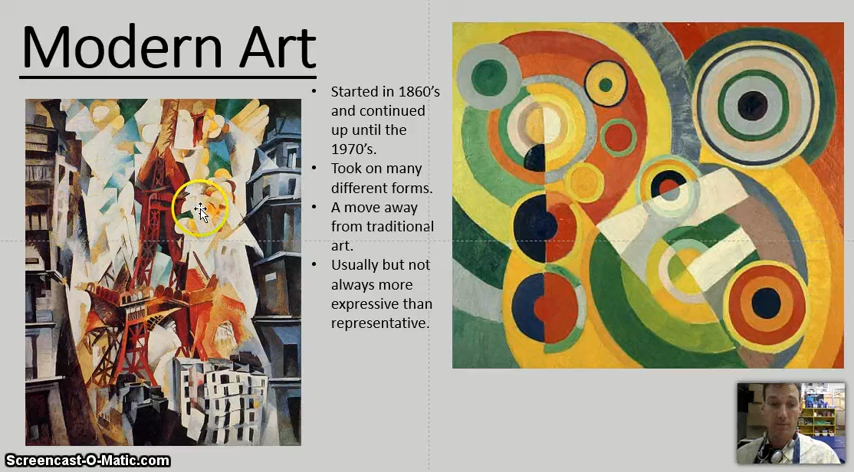 Modern Art
• Started in 1860's
and continued
up until the
1970's.
• Took on many
different forms.
• A move away
from traditional
art.
• Usually but not
always more
expressive than
representative.
Screencast-O-Matic.com